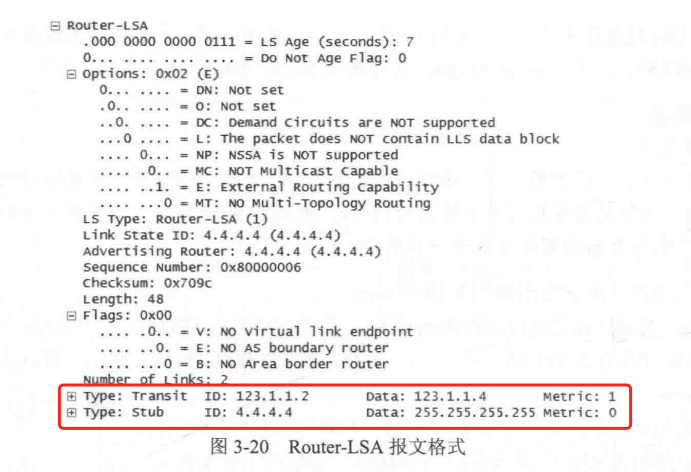 ⊟ Router-LSA
.000 0000 0000 0111 = LS Age (seconds): 7
0... .... .... .... = Do Not Age Flag: 0
⊟ Options: 0x02 (E)
0... .... = DN: Not set
.0.. .... = O: Not set
..0. .... = DC: Demand Circuits are NOT supported
...0 .... = L: The packet does NOT contain LLS data block
.... 0... = NP: NSSA is NOT supported
.... .0.. = MC: NOT Multicast Capable
.... ..1. = E: External Routing Capability
.... ...0 = MT: NO Multi-Topology Routing
LS Type: Router-LSA (1)
Link State ID: 4.4.4.4 (4.4.4.4)
Advertising Router: 4.4.4.4 (4.4.4.4)
Sequence Number: 0x80000006
Checksum: 0x709c
Length: 48
⊟ Flags: 0x00
.... .0.. = V: NO Virtual link endpoint
.... ..0. = E: NO AS boundary router
.... ...0 = B: NO Area border router
Number of Links: 2
⊞ Type: Transit ID: 123.1.1.2 Data: 123.1.1.4 Metric: 1
⊞ Type: Stub ID: 4.4.4.4 Data: 255.255.255.255 Metric: 0
图 3-20 Router-LSA 报文格式